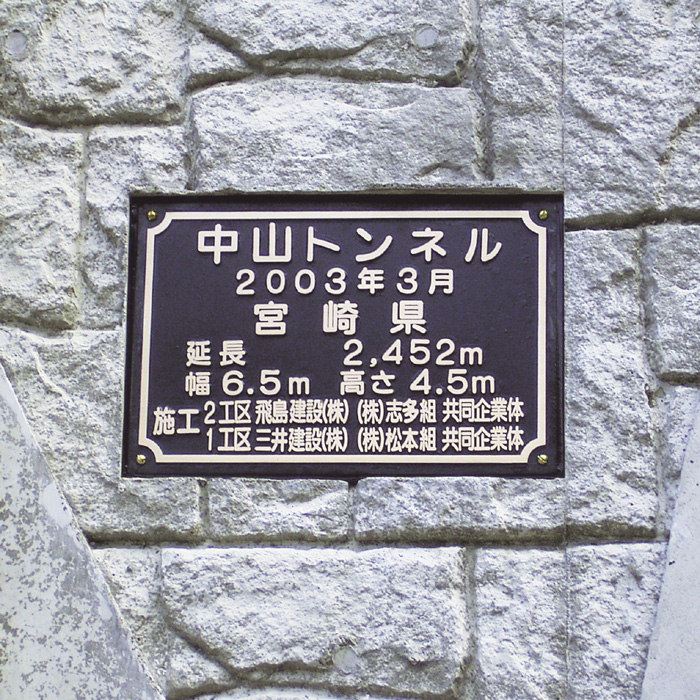 中山トンネル
2003年3月
宮崎県
延長 2,452m
幅 6.5m 高さ 4.5m
施工 2工区 飛島建設(株) (株)志多組 共同企業体
1工区 三井建設(株) (株)松本組 共同企業体